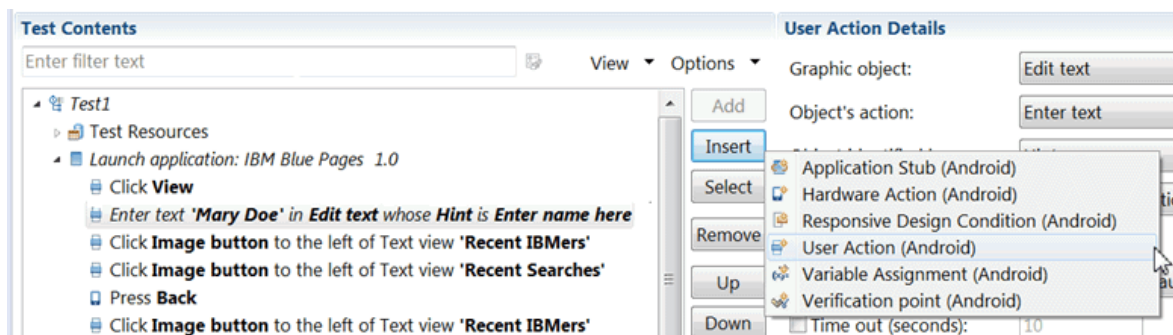 Test Contents
User Action Details
Enter filter text
View
Options
Graphic object:
Edit text
Test1
Add
Object's action:
Enter text
Test Resources
Launch application: IBM Blue Pages 1.0
Insert
Application Stub (Android)
Click View
Select
Hardware Action (Android)
Enter text 'Mary Doe' in Edit text whose Hint is Enter name here
Responsive Design Condition (Android)
Click Image button to the left of Text view 'Recent IBMers'
Remove
User Action (Android)
Click Image button to the left of Text view 'Recent Searches'
Variable Assignment (Android)
Press Back
Up
Verification point (Android)
Click Image button to the left of Text view 'Recent IBMers'
Down
Time out (seconds):
10